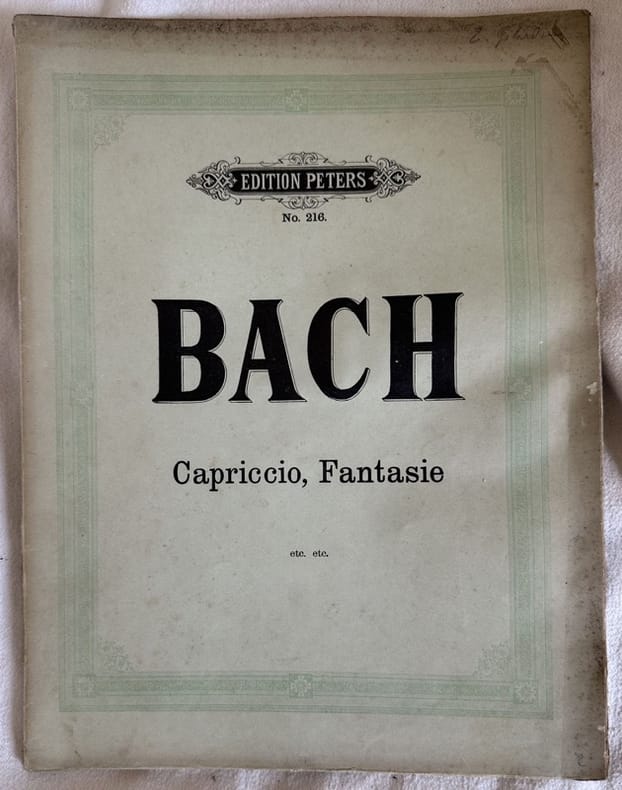 EDITION PETERS
No. 216.
BACH
Capriccio, Fantasie
etc. etc.